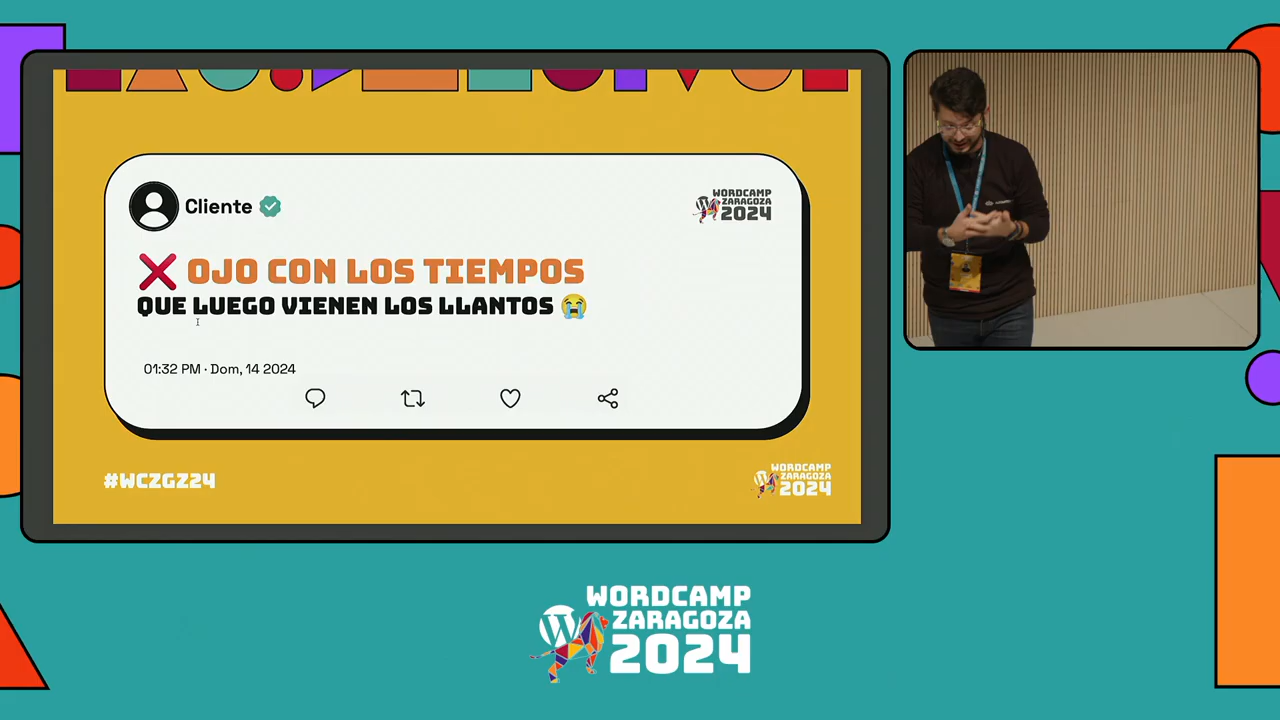 Cliente
WORDCAMP
ZARAGOZA
2024
❌ OJO CON LOS TIEMPOS
QUE LUEGO VIENEN LOS LLANTOS 😭
01:32 PM · Dom, 14 2024
#WCZGZ24
WORDCAMP
ZARAGOZA
2024
WORDCAMP
ZARAGOZA
2024